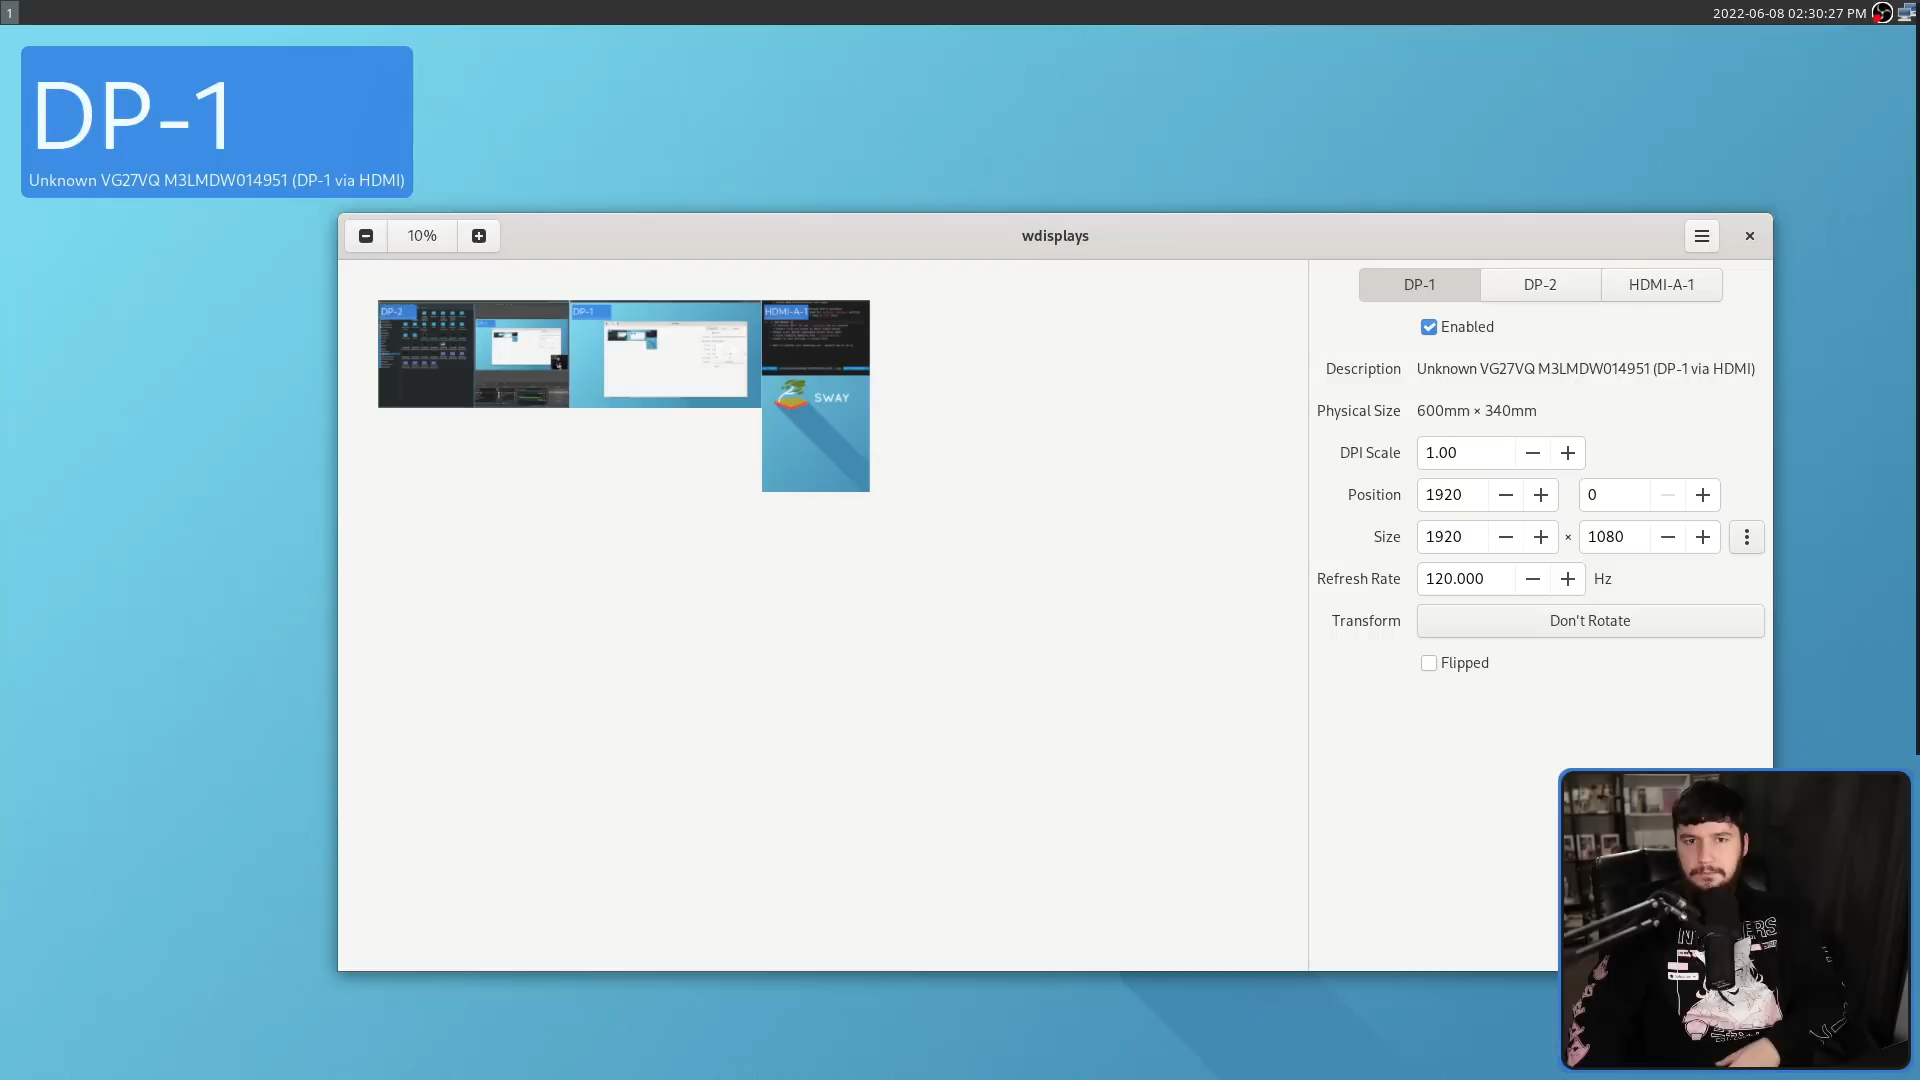 1
2022-06-08 02:30:27 PM
DP-1
Unknown VG27VQ M3LMDW014951 (DP-1 via HDMI)
10%
wdisplays
DP-1
DP-2
HDMI-A-1
Enabled
DP-2
DP-1
HDMI-A-1
SWAY
Description
Unknown VG27VQ M3LMDW014951 (DP-1 via HDMI)
Physical Size
600mm × 340mm
DPI Scale
1.00
Position
1920
0
Size
1920
×
1080
Refresh Rate
120.000
Hz
Transform
Don't Rotate
Flipped